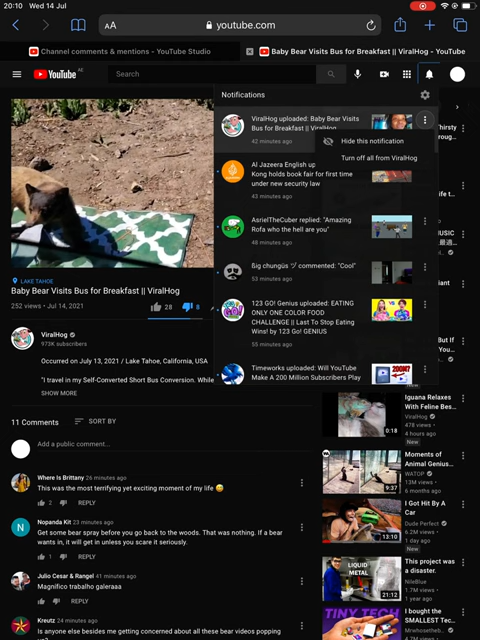 20:10 Wed 14 Jul
AA
youtube.com
Channel comments & mentions - YouTube Studio
Baby Bear Visits Bus for Breakfast || ViralHog - YouTube
YouTube AE
Search
Notifications
ViralHog uploaded: Baby Bear Visits
Bus for Breakfast || ViralHog
42 minutes ago
Hide this notification
Turn off all from ViralHog
Al Jazeera English up
Kong holds book fair for first time
under new security law
43 minutes ago
AsrielTheCuber replied: "Amazing
Rofa who the hell are you"
48 minutes ago
ßig chungüs ツ commented: "Cool"
53 minutes ago
123 GO! Genius uploaded: EATING
ONLY ONE COLOR FOOD
CHALLENGE || Last To Stop Eating
Wins! by 123 GO! GENIUS
55 minutes ago
Timeworks uploaded: Will YouTube
Make A 200 Million Subscribers Play
200M?
LAKE TAHOE
Baby Bear Visits Bus for Breakfast || ViralHog
252 views • Jul 14, 2021
28
8
ViralHog
973K subscribers
Occurred on July 13, 2021 / Lake Tahoe, California, USA
"I travel in my Self-Converted Short Bus Conversion. While
SHOW MORE
11 Comments
SORT BY
Add a public comment...
Where Is Brittany 26 minutes ago
This was the most terrifying yet exciting moment of my life 😅
2
REPLY
Nopanda Kit 23 minutes ago
Get some bear spray before you go back to the woods. That was nothing. If a bear
wants in, it will get in unless you scare it seriously.
1
REPLY
Julio Cesar & Rangel 41 minutes ago
Magnifico trabalho galeraaa
REPLY
Kreutz 24 minutes ago
Is anyone else besides me getting concerned about all these bear videos popping
Iguana Relaxes
With Feline Bes...
ViralHog
478 views •
4 hours ago
New
0:18
Moments of
Animal Genius...
WATOP
13M views •
6 months ago
9:37
I Got Hit By A
Car
Dude Perfect
6.2M views •
1 day ago
New
13:10
This project was
a disaster.
NileBlue
1.7M views •
1 year ago
LIQUID
METAL
21:12
I bought the
SMALLEST Tec...
Mrwhosetheb...
TINY TECH